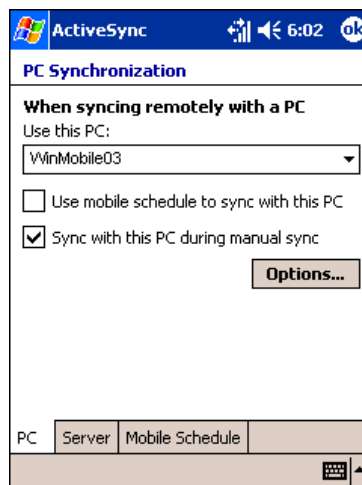 ActiveSync 6:02 ok
PC Synchronization
When syncing remotely with a PC
Use this PC:
WinMobile03
Use mobile schedule to sync with this PC
Sync with this PC during manual sync
Options...
PC Server Mobile Schedule